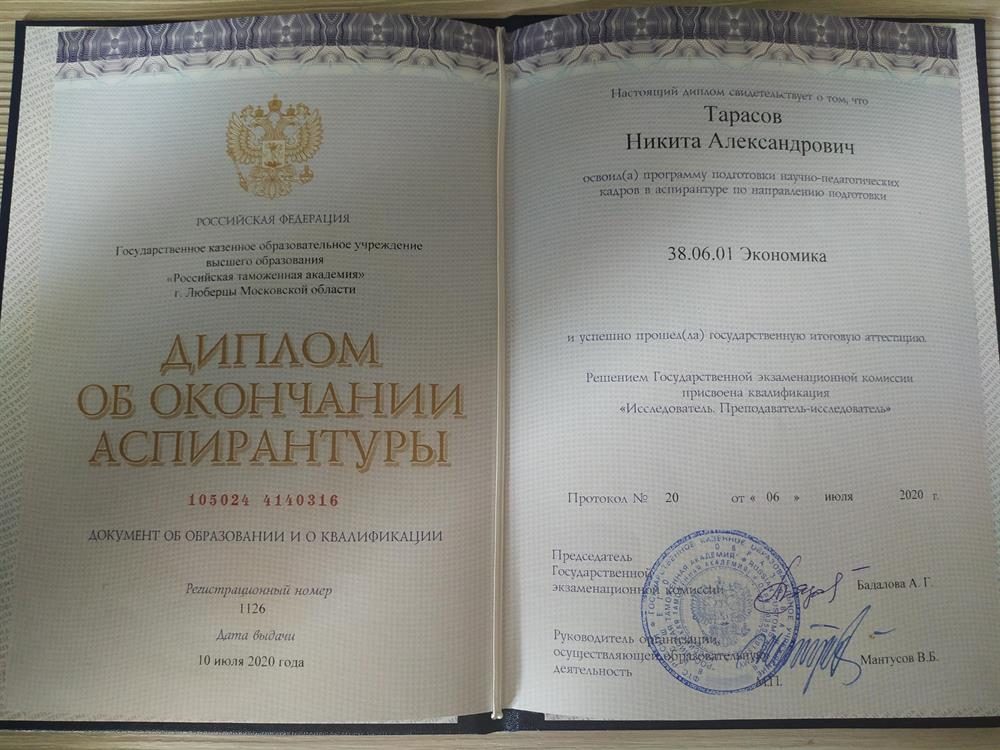 РОССИЙСКАЯ ФЕДЕРАЦИЯ
Государственное казенное образовательное учреждение
высшего образования
«Российская таможенная академия»
г. Люберцы Московской области
ДИПЛОМ
ОБ ОКОНЧАНИИ
АСПИРАНТУРЫ
105024 4140316
ДОКУМЕНТ ОБ ОБРАЗОВАНИИ И О КВАЛИФИКАЦИИ
Регистрационный номер
1126
Дата выдачи
10 июля 2020 года
Настоящий диплом свидетельствует о том, что
Тарасов
Никита Александрович
освоил(а) программу подготовки научно-педагогических
кадров в аспирантуре по направлению подготовки
38.06.01 Экономика
и успешно прошел(ла) государственную итоговую аттестацию.
Решением Государственной экзаменационной комиссии
присвоена квалификация
«Исследователь. Преподаватель-исследователь»
Протокол № 20 от « 06 » июля 2020 г.
Председатель
Государственной
экзаменационной комиссии
Бадалова А. Г.
Руководитель организации,
осуществляющей образовательную
деятельность
Мантусов В.Б.
М.П.